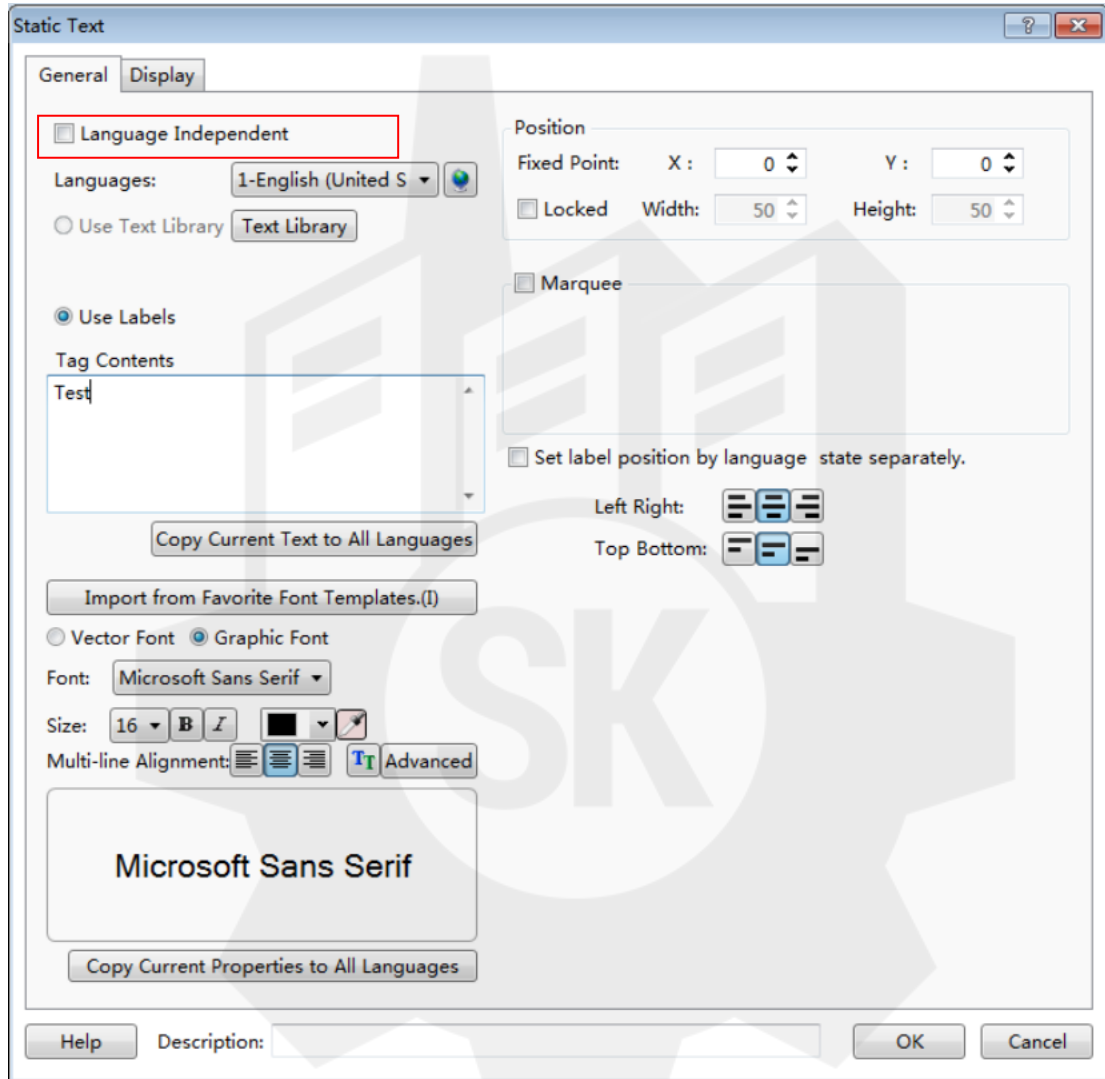 Static Text
General Display
Language Independent
Languages: 1-English (United S
Use Text Library Text Library
Use Labels
Tag Contents
Test
Copy Current Text to All Languages
Import from Favorite Font Templates.(I)
Vector Font Graphic Font
Font: Microsoft Sans Serif
Size: 16 B I
Multi-line Alignment: TT Advanced
Microsoft Sans Serif
Copy Current Properties to All Languages
Position
Fixed Point: X : 0 Y : 0
Locked Width: 50 Height: 50
Marquee
Set label position by language state separately.
Left Right:
Top Bottom:
SK
Help Description: OK Cancel